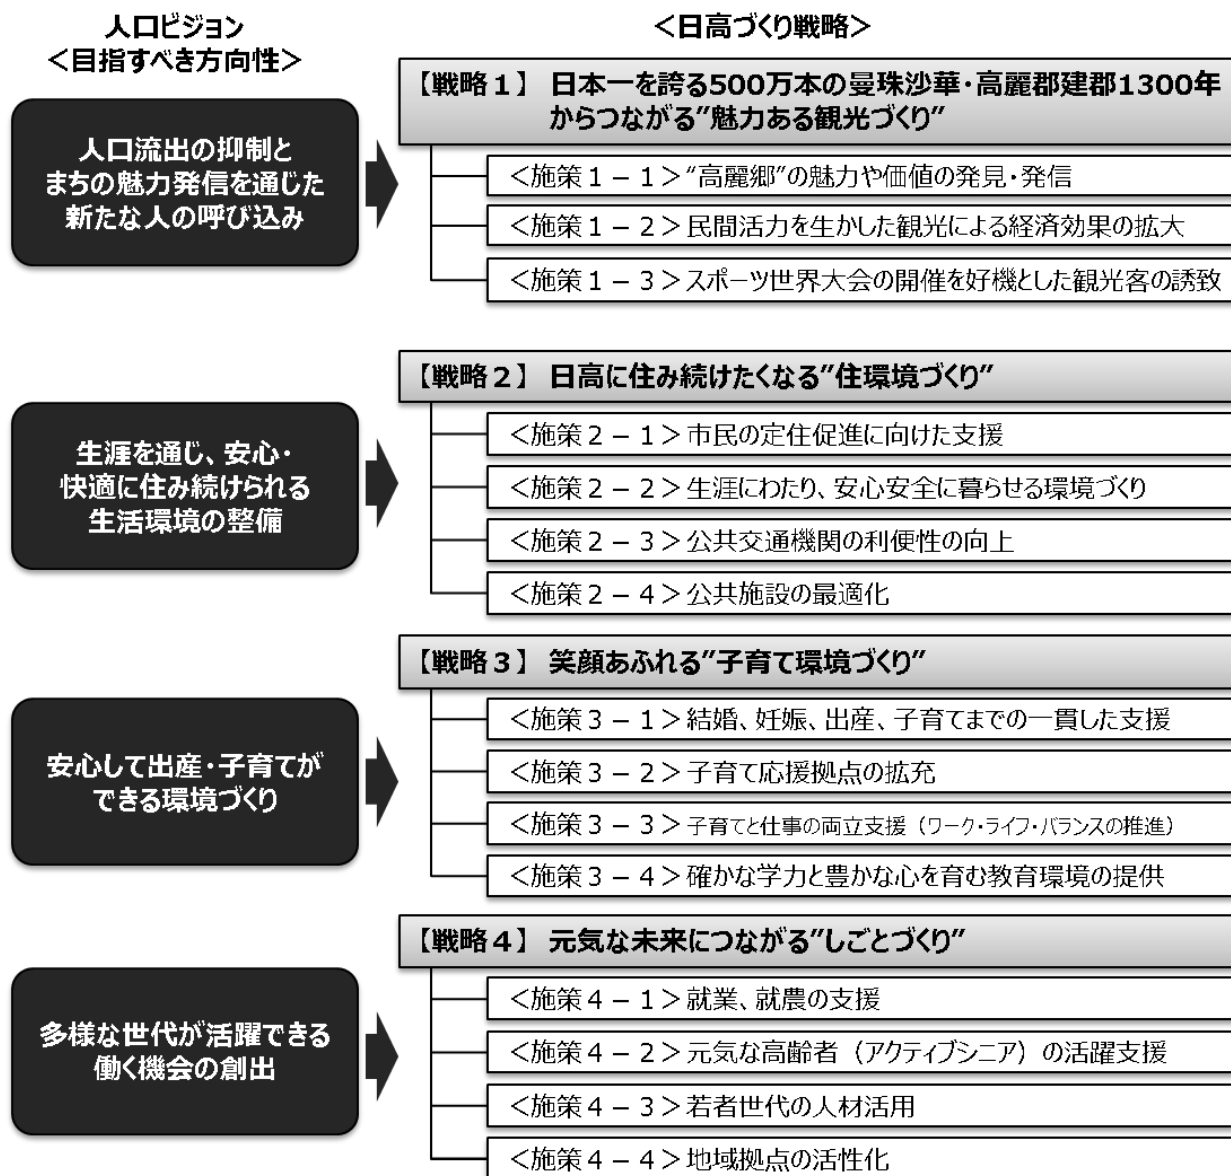 人口ビジョン
＜目指すべき方向性＞
＜日高づくり戦略＞
人口流出の抑制と
まちの魅力発信を通じた
新たな人の呼び込み
【戦略１】 日本一を誇る500万本の曼珠沙華・高麗郡建郡1300年
からつながる”魅力ある観光づくり”
＜施策１－１＞“高麗郷”の魅力や価値の発見・発信
＜施策１－２＞民間活力を生かした観光による経済効果の拡大
＜施策１－３＞スポーツ世界大会の開催を好機とした観光客の誘致
生涯を通じ、安心・
快適に住み続けられる
生活環境の整備
【戦略２】 日高に住み続けたくなる”住環境づくり”
＜施策２－１＞市民の定住促進に向けた支援
＜施策２－２＞生涯にわたり、安心安全に暮らせる環境づくり
＜施策２－３＞公共交通機関の利便性の向上
＜施策２－４＞公共施設の最適化
安心して出産・子育てが
できる環境づくり
【戦略３】 笑顔あふれる”子育て環境づくり”
＜施策３－１＞結婚、妊娠、出産、子育てまでの一貫した支援
＜施策３－２＞子育て応援拠点の拡充
＜施策３－３＞子育てと仕事の両立支援（ワーク・ライフ・バランスの推進）
＜施策３－４＞確かな学力と豊かな心を育む教育環境の提供
多様な世代が活躍できる
働く機会の創出
【戦略４】 元気な未来につながる”しごとづくり”
＜施策４－１＞就業、就農の支援
＜施策４－２＞元気な高齢者（アクティブシニア）の活躍支援
＜施策４－３＞若者世代の人材活用
＜施策４－４＞地域拠点の活性化